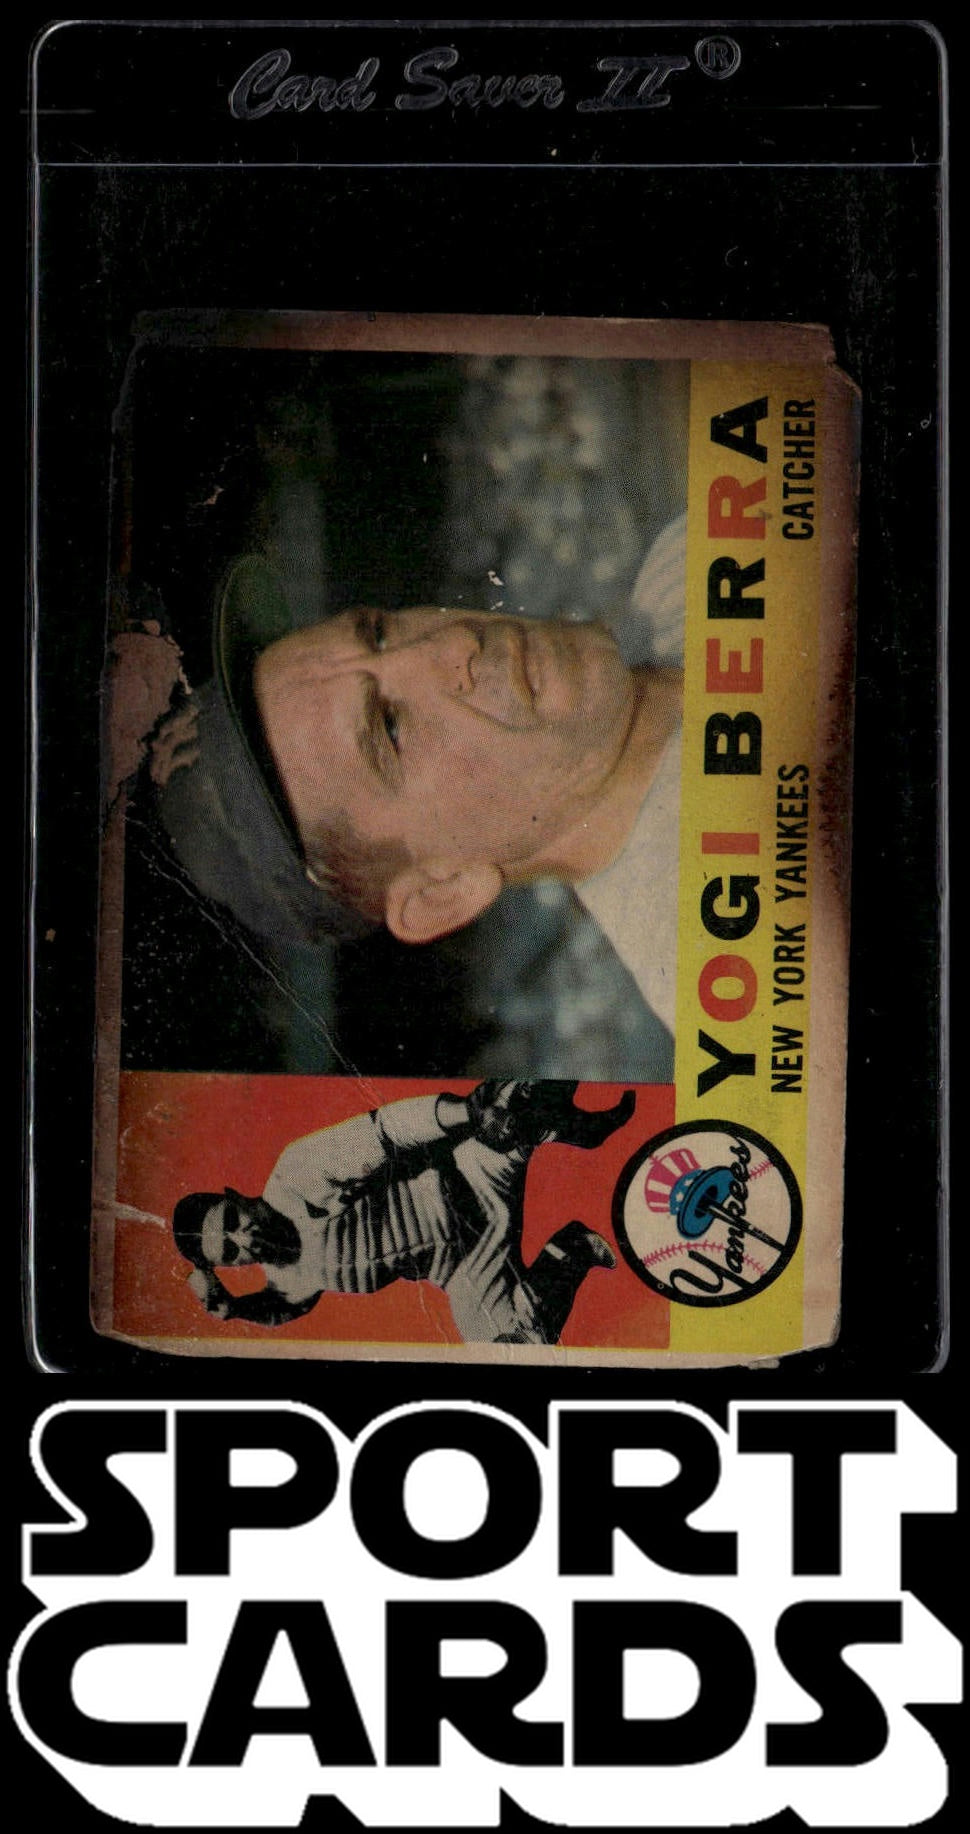 Card Saver II®
YOGI BERRA
NEW YORK YANKEES CATCHER
Yankees
SPORT
CARDS